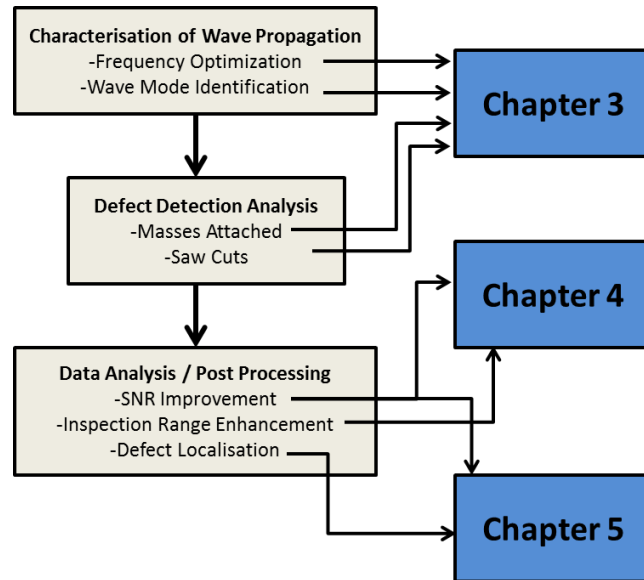 Characterisation of Wave Propagation
-Frequency Optimization
-Wave Mode Identification
Chapter 3
Defect Detection Analysis
-Masses Attached
-Saw Cuts
Chapter 4
Data Analysis / Post Processing
-SNR Improvement
-Inspection Range Enhancement
-Defect Localisation
Chapter 5